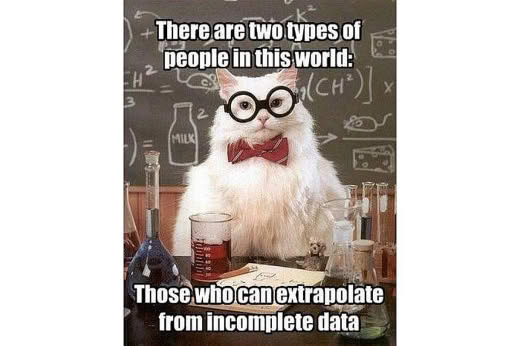 There are two types of
people in this world:
MILK
Those who can extrapolate
from incomplete data